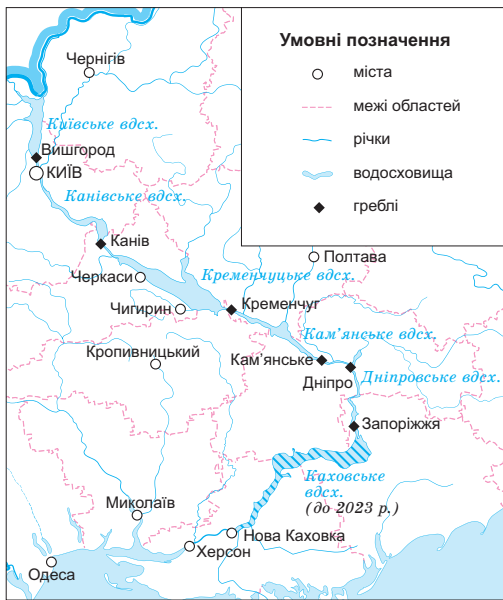 Умовні позначення
міста
межі областей
річки
водосховища
греблі
Чернігів
Київське вдсх.
Вишгород
КИЇВ
Канівське вдсх.
Канів
Полтава
Черкаси
Кременчуцьке вдсх.
Чигирин
Кременчуг
Кам’янське вдсх.
Кропивницький
Кам’янське
Дніпро
Дніпровське вдсх.
Запоріжжя
Каховське
вдсх.
(до 2023 р.)
Миколаїв
Нова Каховка
Херсон
Одеса